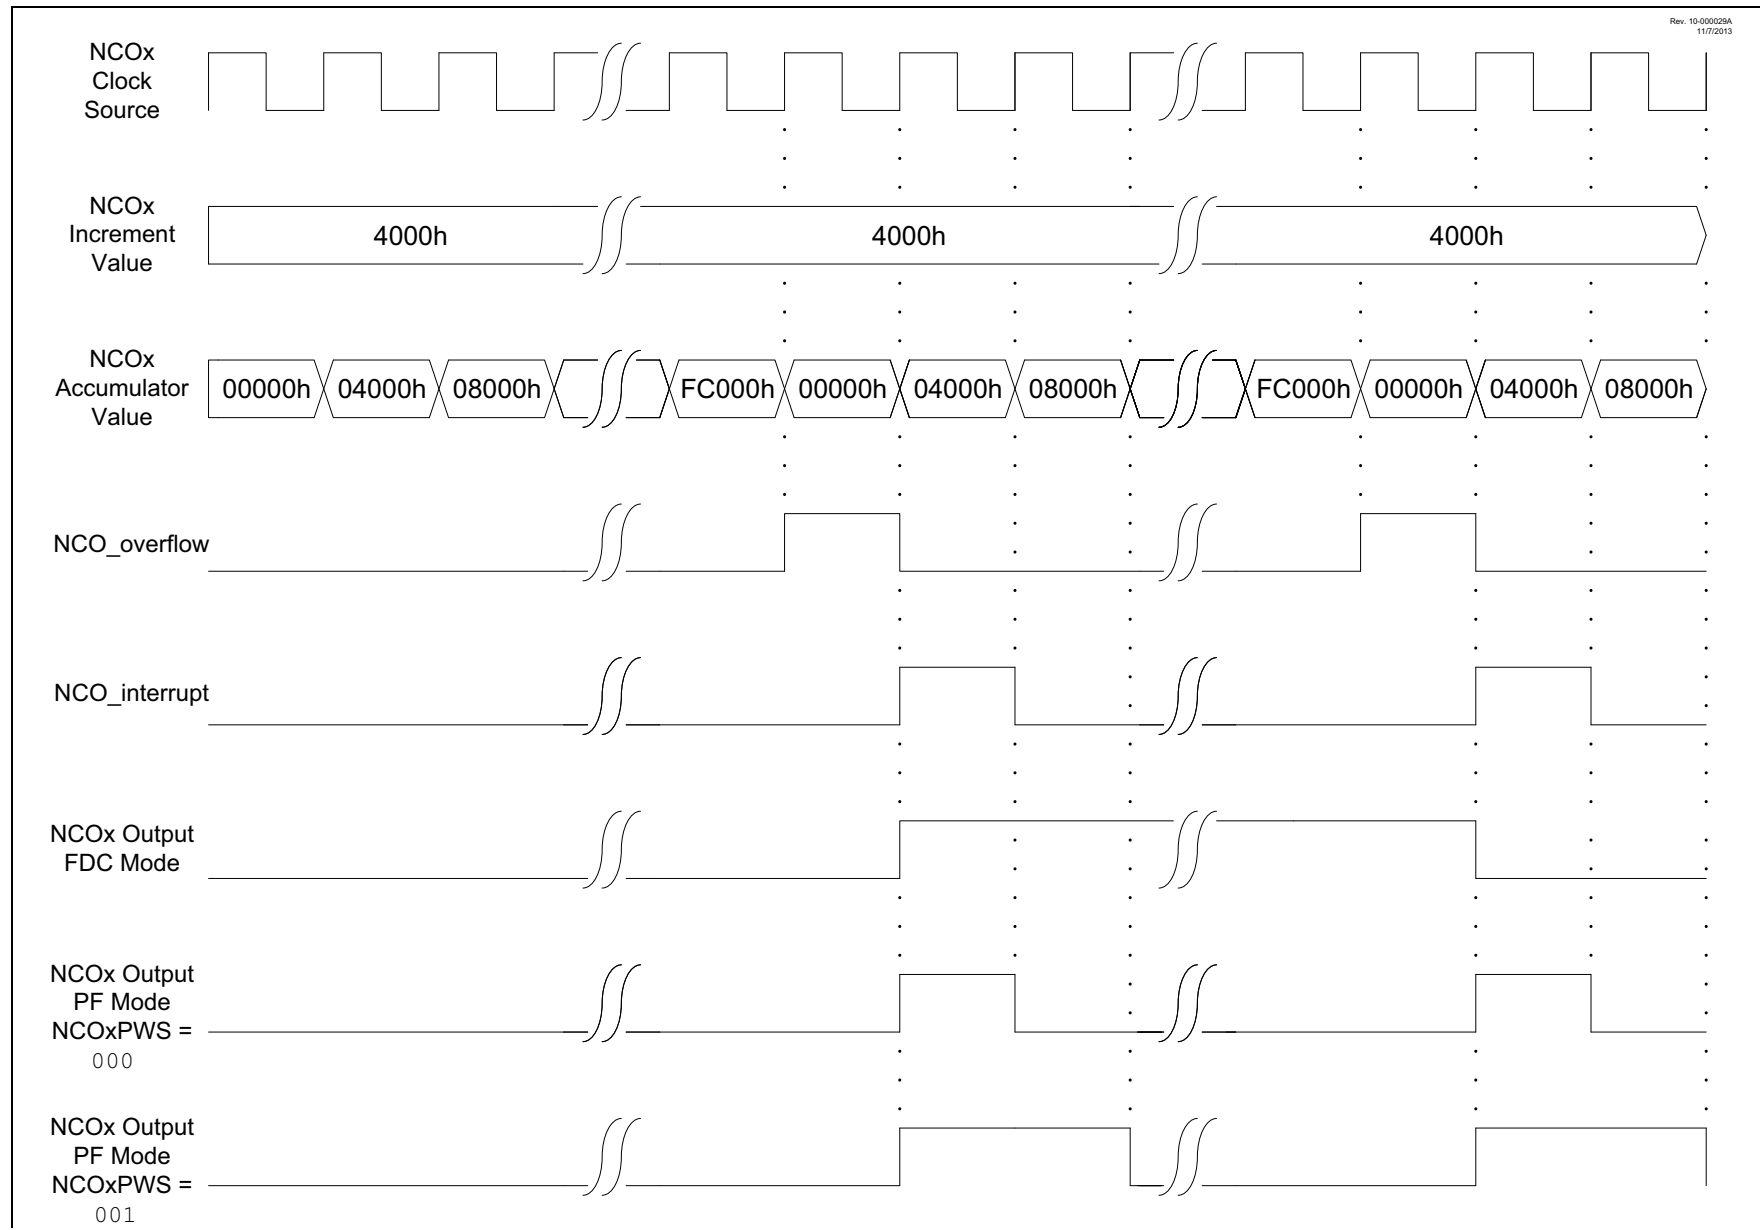 Rev. 10-000029A
11/7/2013
NCOx
Clock
Source
NCOx
Increment
Value
4000h
4000h
4000h
NCOx
Accumulator
Value
00000h 04000h 08000h FC000h 00000h 04000h 08000h FC000h 00000h 04000h 08000h
NCO_overflow
NCO_interrupt
NCOx Output
FDC Mode
NCOx Output
PF Mode
NCOxPWS =
000
NCOx Output
PF Mode
NCOxPWS =
001